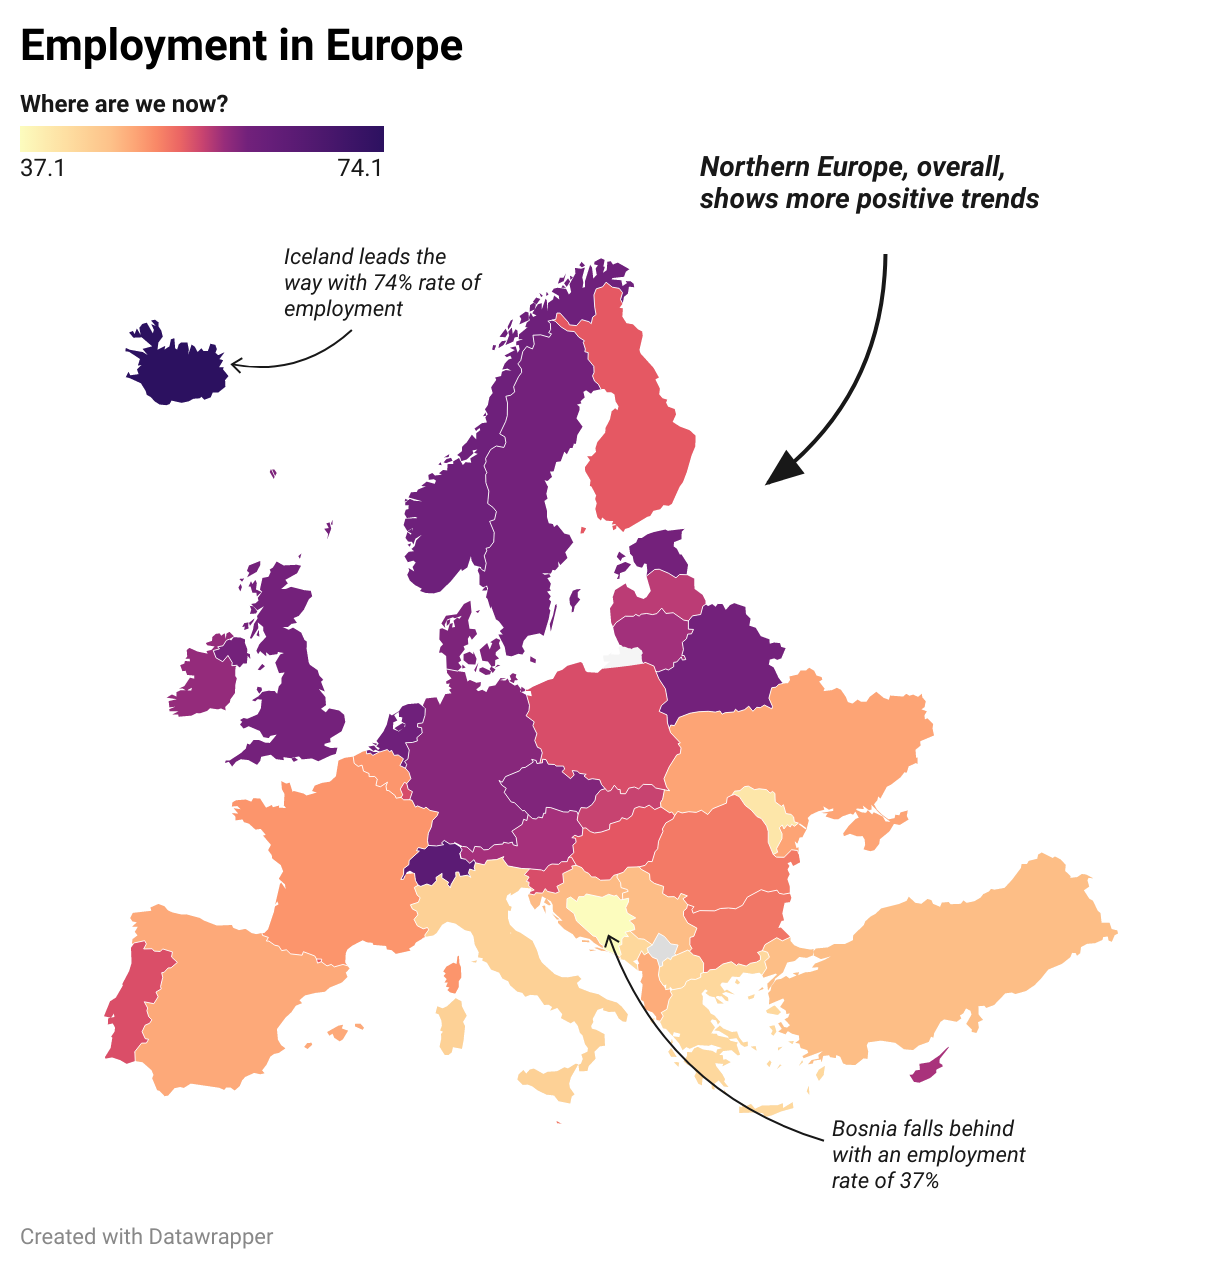 Employment in Europe
Where are we now?
37.1 74.1
Northern Europe, overall,
shows more positive trends
Iceland leads the
way with 74% rate of
employment
Bosnia falls behind
with an employment
rate of 37%
Created with Datawrapper